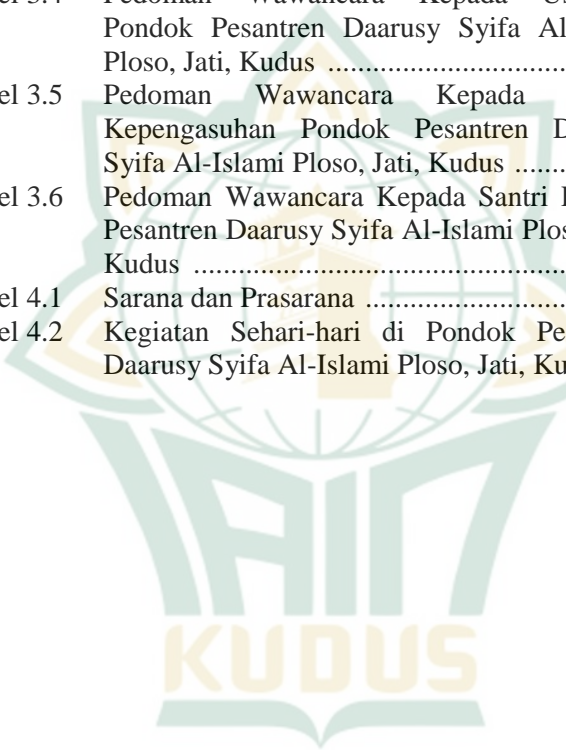 el 3.4 Pedoman Wawancara Kepada Us
Pondok Pesantren Daarusy Syifa Al
Ploso, Jati, Kudus ................................
el 3.5 Pedoman Wawancara Kepada
Kepengasuhan Pondok Pesantren D
Syifa Al-Islami Ploso, Jati, Kudus .......
el 3.6 Pedoman Wawancara Kepada Santri
Pesantren Daarusy Syifa Al-Islami Plos
Kudus ..................................................
el 4.1 Sarana dan Prasarana ...........................
el 4.2 Kegiatan Sehari-hari di Pondok Pe
Daarusy Syifa Al-Islami Ploso, Jati, Ku
IAIN
KUDUS